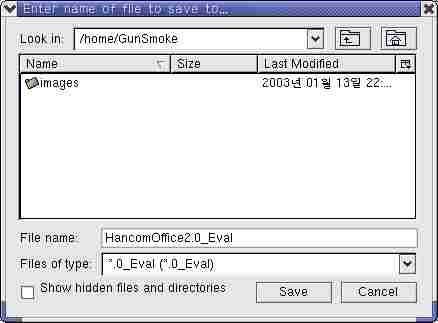 Enter name of file to save to...
Look in: /home/GunSmoke
Name Size Last Modified
images 2003년 01월 13일 22:...
File name: HancomOffice2.0_Eval
Files of type: *.0_Eval (*.0_Eval)
Show hidden files and directories Save Cancel